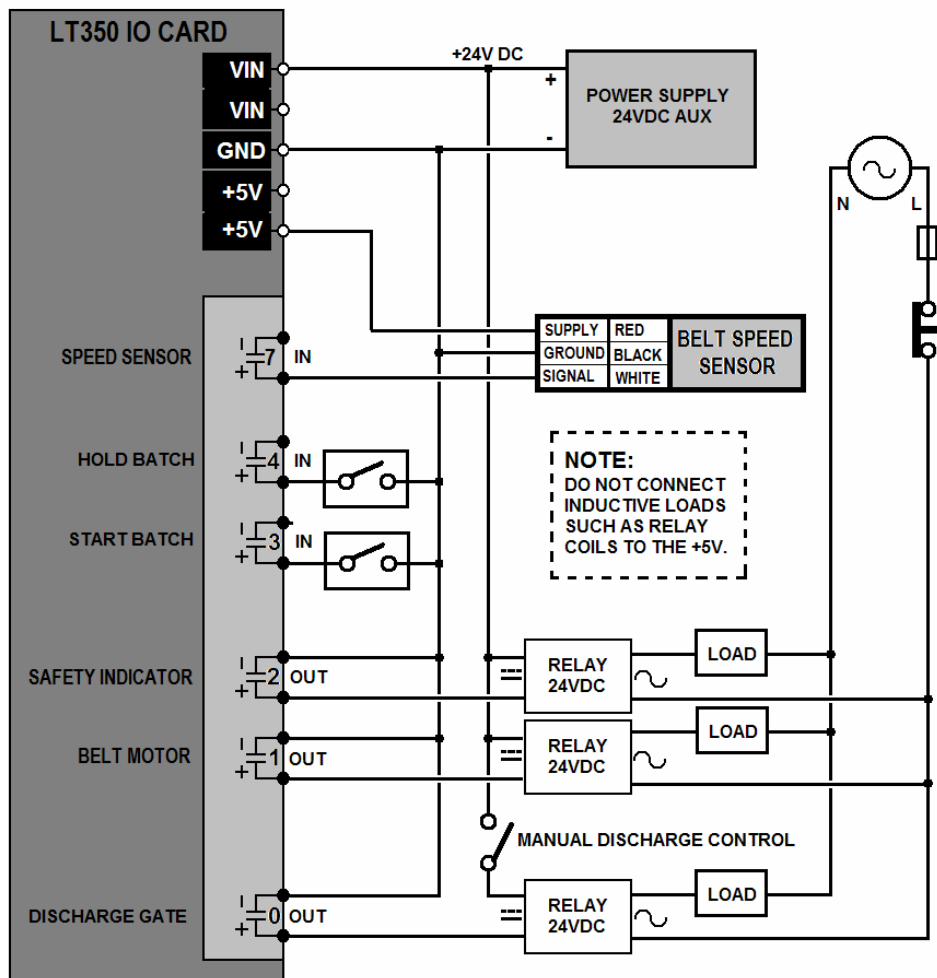 LT350 IO CARD
VIN
VIN
GND
+5V
+5V
+24V DC
+
-
POWER SUPPLY
24VDC AUX
N
L
SPEED SENSOR
- 7 IN
+
SUPPLY RED
GROUND BLACK
SIGNAL WHITE
BELT SPEED
SENSOR
HOLD BATCH
- 4 IN
+
START BATCH
- 3 IN
+
NOTE:
DO NOT CONNECT
INDUCTIVE LOADS
SUCH AS RELAY
COILS TO THE +5V.
SAFETY INDICATOR
- 2 OUT
+
RELAY
24VDC
LOAD
BELT MOTOR
- 1 OUT
+
RELAY
24VDC
LOAD
MANUAL DISCHARGE CONTROL
DISCHARGE GATE
- 0 OUT
+
RELAY
24VDC
LOAD